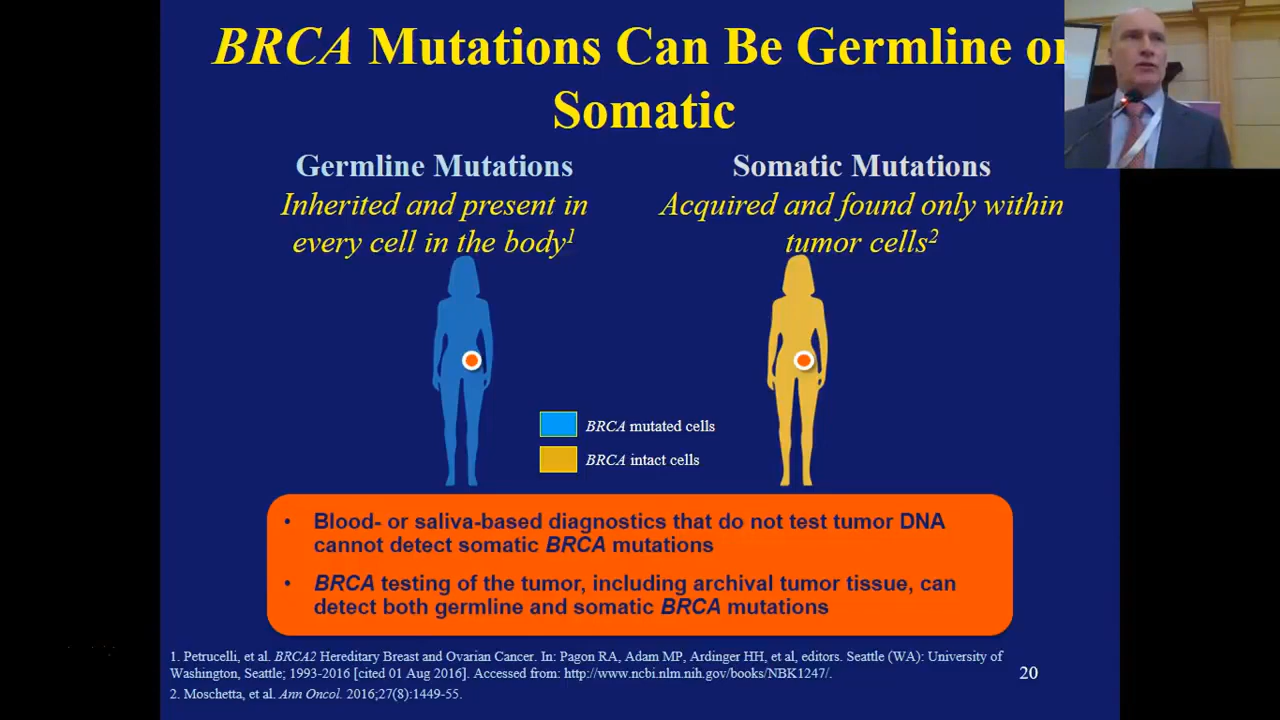 BRCA Mutations Can Be Germline or
Somatic
Germline Mutations
Inherited and present in
every cell in the body1
Somatic Mutations
Acquired and found only within
tumor cells2
BRCA mutated cells
BRCA intact cells
• Blood- or saliva-based diagnostics that do not test tumor DNA
cannot detect somatic BRCA mutations
• BRCA testing of the tumor, including archival tumor tissue, can
detect both germline and somatic BRCA mutations
1. Petrucelli, et al. BRCA2 Hereditary Breast and Ovarian Cancer. In: Pagon RA, Adam MP, Ardinger HH, et al, editors. Seattle (WA): University of
Washington, Seattle; 1993-2016 [cited 01 Aug 2016]. Accessed from: http://www.ncbi.nlm.nih.gov/books/NBK1247/.
2. Moschetta, et al. Ann Oncol. 2016;27(8):1449-55.
20